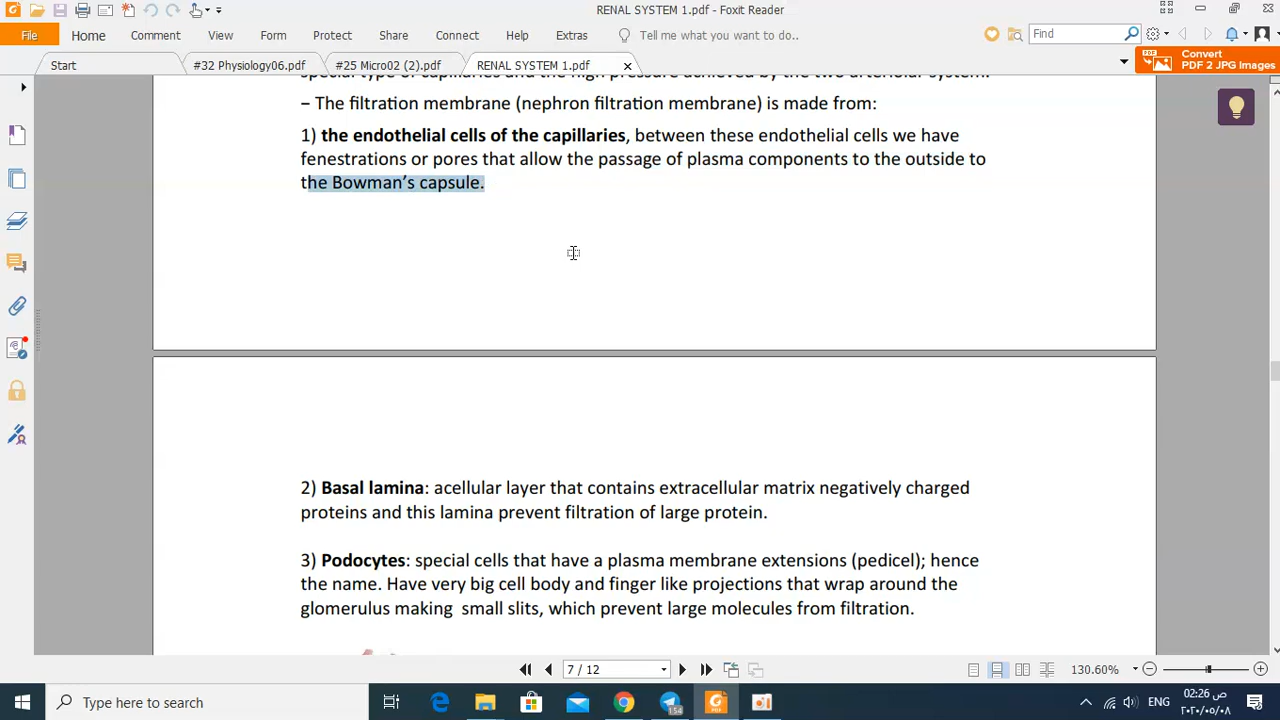 RENAL SYSTEM 1.pdf - Foxit Reader
File Home Comment View Form Protect Share Connect Help Extras Tell me what you want to do.. Find
Start #32 Physiology06.pdf #25 Micro02 (2).pdf RENAL SYSTEM 1.pdf
Convert
PDF 2 JPG Images
special type of capillaries and the high pressure achieved by the two arteriolar system.
– The filtration membrane (nephron filtration membrane) is made from:
1) the endothelial cells of the capillaries, between these endothelial cells we have
fenestrations or pores that allow the passage of plasma components to the outside to
the Bowman’s capsule.
2) Basal lamina: acellular layer that contains extracellular matrix negatively charged
proteins and this lamina prevent filtration of large protein.
3) Podocytes: special cells that have a plasma membrane extensions (pedicel); hence
the name. Have very big cell body and finger like projections that wrap around the
glomerulus making small slits, which prevent large molecules from filtration.
7 / 12 130.60%
Type here to search
154
PDF
ENG
02:26 ص
٢٠٢٠/٠٥/٠٨